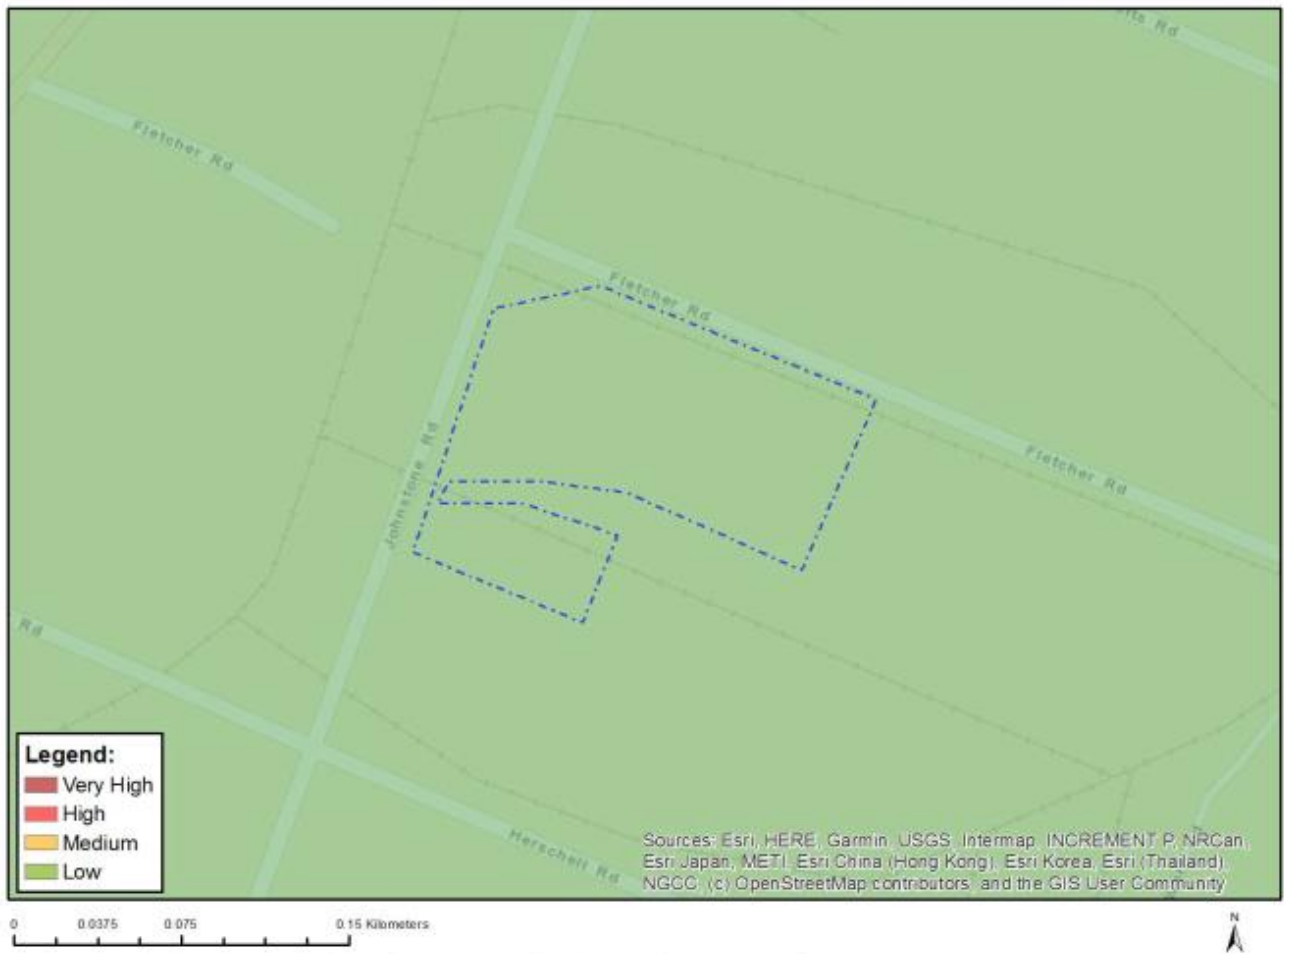 Rd
Fletcher Rd
Fletcher Rd
Johnstone Rd
Fletcher Rd
Rd
Herschell Rd
Legend:
Very High
High
Medium
Low
Sources: Esri, HERE, Garmin, USGS, Intermap, INCREMENT P, NRCan,
Esri Japan, METI, Esri China (Hong Kong), Esri Korea, Esri (Thailand),
NGCC, (c) OpenStreetMap contributors, and the GIS User Community
0 0.0375 0.075 0.15 Kilometers
N